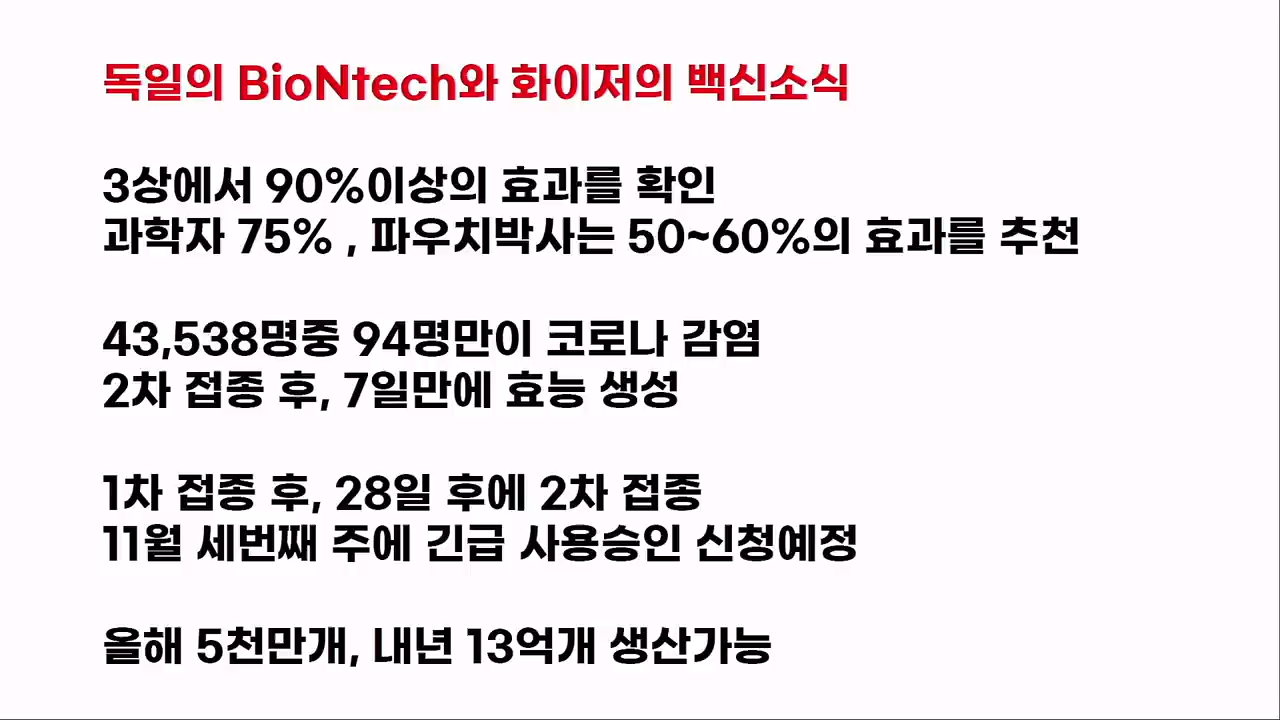 독일의 BioNtech와 화이저의 백신소식
3상에서 90%이상의 효과를 확인
과학자 75% , 파우치박사는 50~60%의 효과를 추천
43,538명중 94명만이 코로나 감염
2차 접종 후, 7일만에 효능 생성
1차 접종 후, 28일 후에 2차 접종
11월 세번째 주에 긴급 사용승인 신청예정
올해 5천만개, 내년 13억개 생산가능